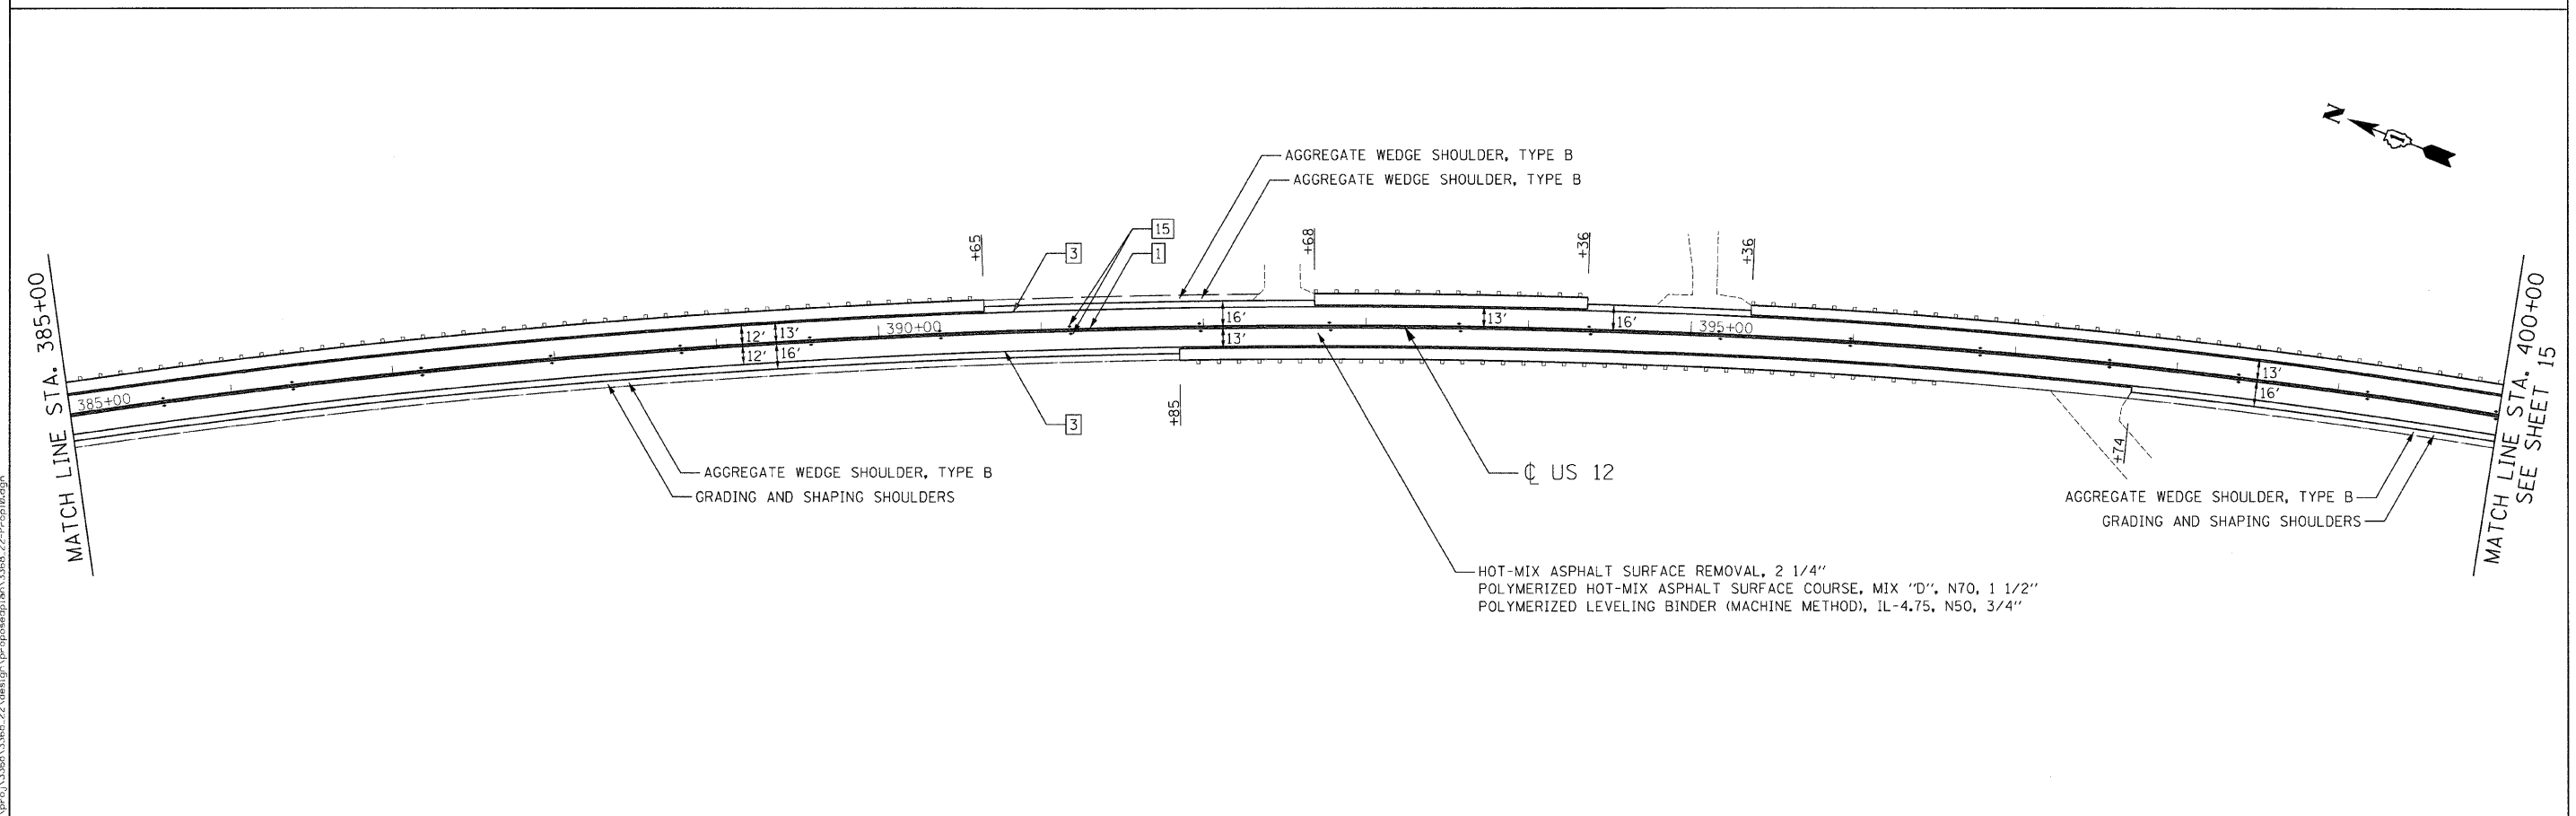 N
1
AGGREGATE WEDGE SHOULDER, TYPE B
AGGREGATE WEDGE SHOULDER, TYPE B
15
3
1
+65
+68
+36
+36
MATCH LINE STA. 385+00
385+00
12'
13'
12'
16'
390+00
16'
13'
13'
16'
395+00
13'
16'
3
+85
+74
AGGREGATE WEDGE SHOULDER, TYPE B
GRADING AND SHAPING SHOULDERS
℄ US 12
AGGREGATE WEDGE SHOULDER, TYPE B
GRADING AND SHAPING SHOULDERS
MATCH LINE STA. 400+00
SEE SHEET 15
HOT-MIX ASPHALT SURFACE REMOVAL, 2 1/4"
POLYMERIZED HOT-MIX ASPHALT SURFACE COURSE, MIX "D", N70, 1 1/2"
POLYMERIZED LEVELING BINDER (MACHINE METHOD), IL-4.75, N50, 3/4"